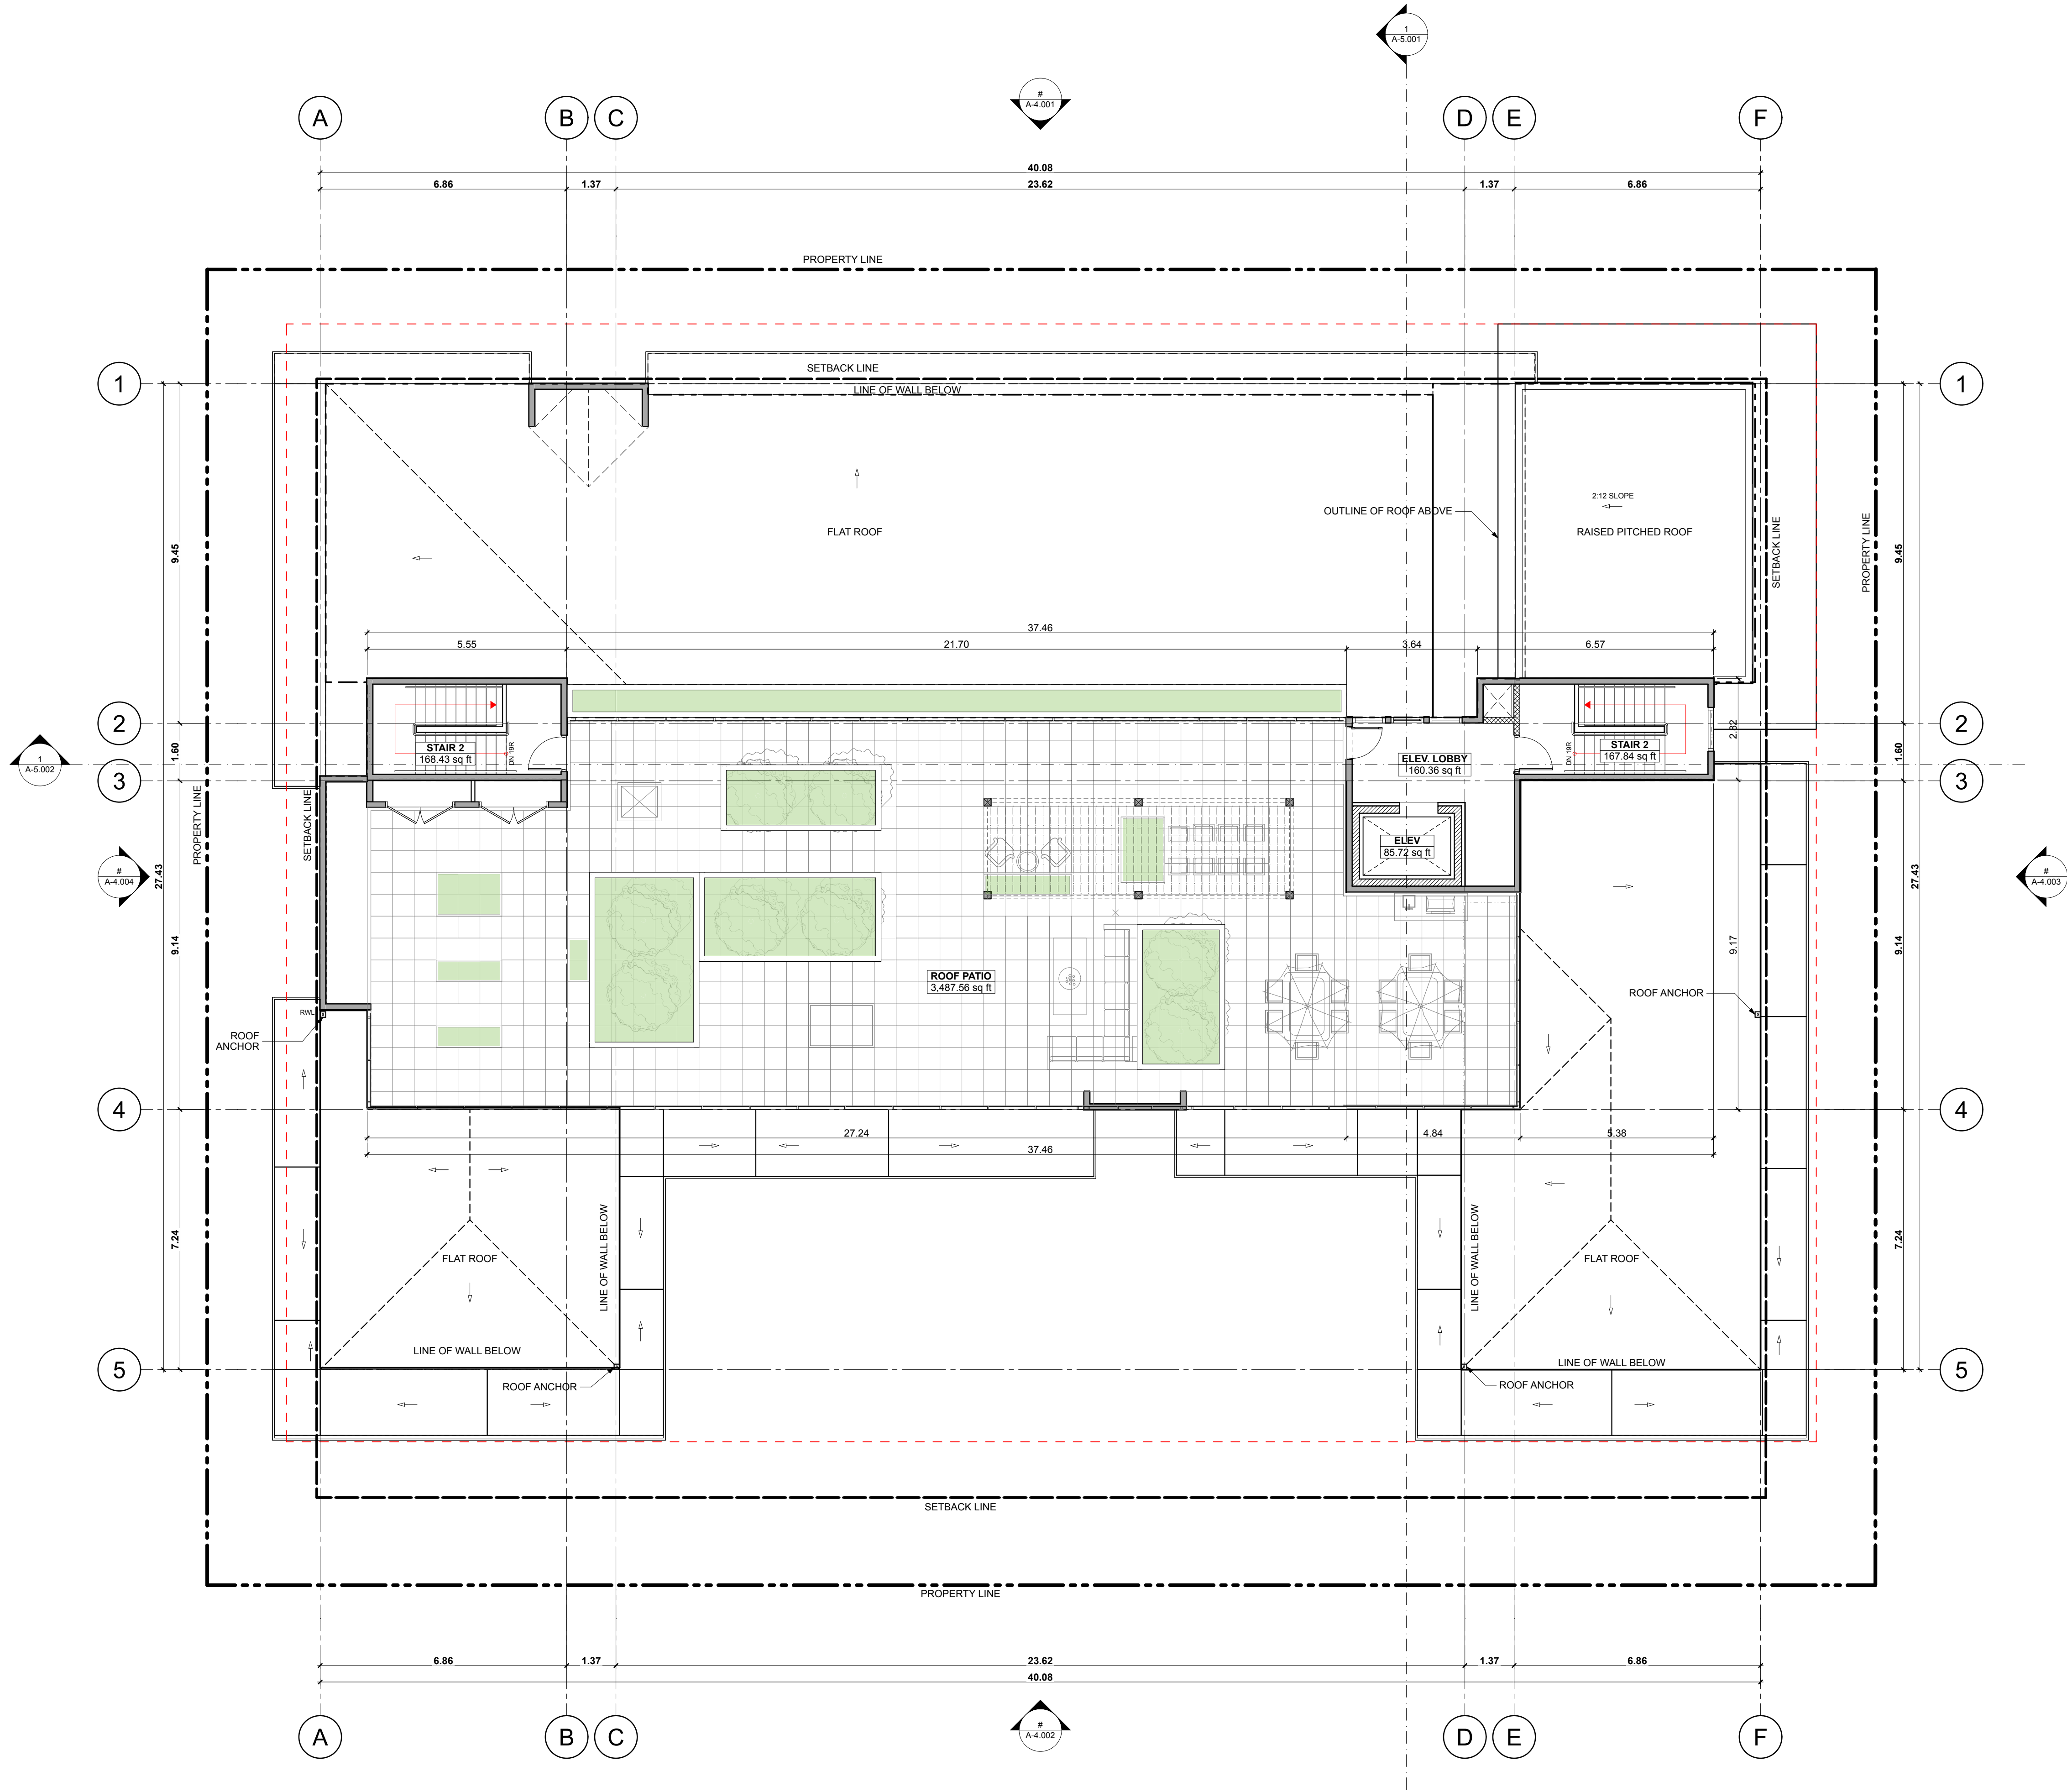 1
A-5.001
#
A-4.001
A
B
C
D
E
F
40.08
6.86
1.37
23.62
1.37
6.86
PROPERTY LINE
SETBACK LINE
LINE OF WALL BELOW
1
1
2:12 SLOPE
OUTLINE OF ROOF ABOVE
FLAT ROOF
RAISED PITCHED ROOF
SETBACK LINE
PROPERTY LINE
9.45
9.45
37.46
5.55
21.70
3.64
6.57
2
2
2.82
STAIR 2
168.43 sq ft
DN 19R
ELEV. LOBBY
160.36 sq ft
DN 19R
STAIR 2
167.84 sq ft
1.60
1.60
1
A-5.002
3
3
PROPERTY LINE
SETBACK LINE
ELEV
85.72 sq ft
#
A-4.004
27.43
27.43
#
A-4.003
9.14
9.17
9.14
ROOF PATIO
3,487.56 sq ft
ROOF ANCHOR
RWL
ROOF
ANCHOR
4
4
27.24
4.84
5.38
37.46
7.24
7.24
LINE OF WALL BELOW
LINE OF WALL BELOW
FLAT ROOF
FLAT ROOF
LINE OF WALL BELOW
LINE OF WALL BELOW
5
5
ROOF ANCHOR
ROOF ANCHOR
SETBACK LINE
PROPERTY LINE
6.86
1.37
23.62
1.37
6.86
40.08
A
B
C
D
E
F
#
A-4.002